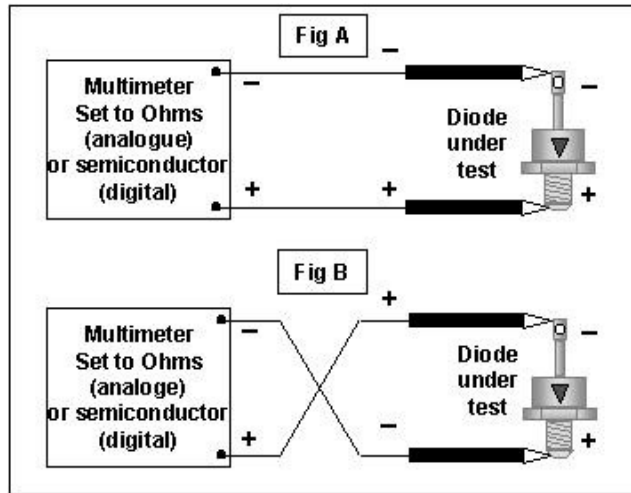 Fig A
Multimeter
Set to Ohms
(analogue)
or semiconductor
(digital)
−
−
−
+
+
+
Diode
under
test
Fig B
Multimeter
Set to Ohms
(analoge)
or semiconductor
(digital)
−
+
−
+
−
+
Diode
under
test